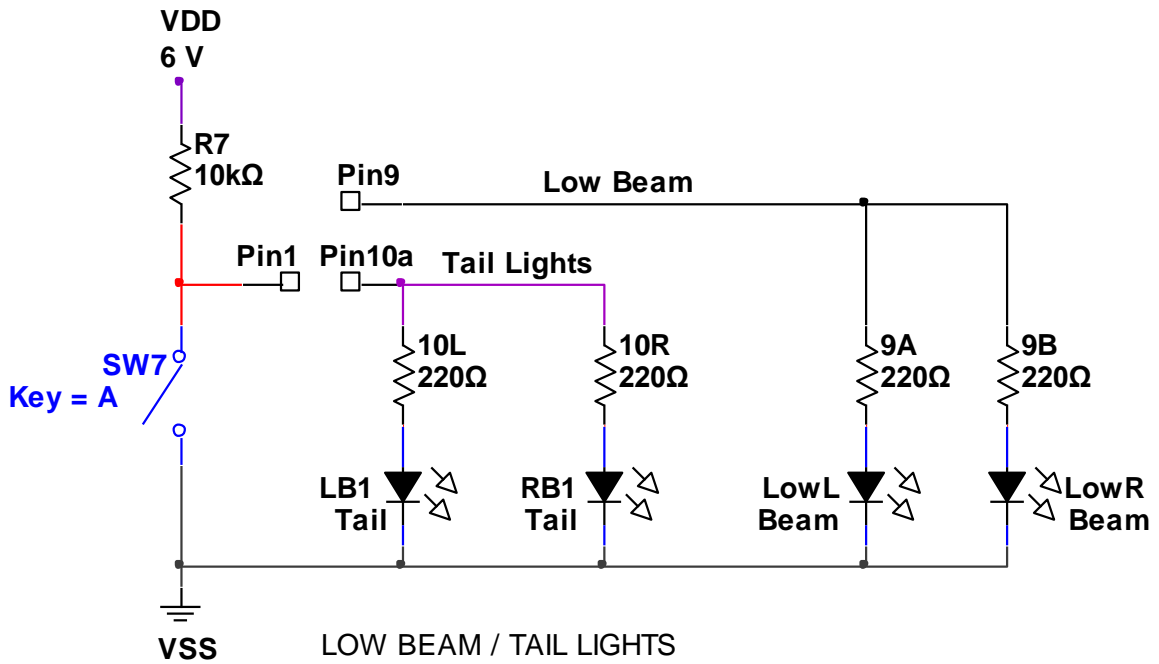 VDD
6 V
R7
10kΩ
Pin9
Low Beam
Pin1
Pin10a
Tail Lights
SW7
Key = A
10L
220Ω
10R
220Ω
9A
220Ω
9B
220Ω
LB1
Tail
RB1
Tail
LowL
Beam
LowR
Beam
VSS
LOW BEAM / TAIL LIGHTS